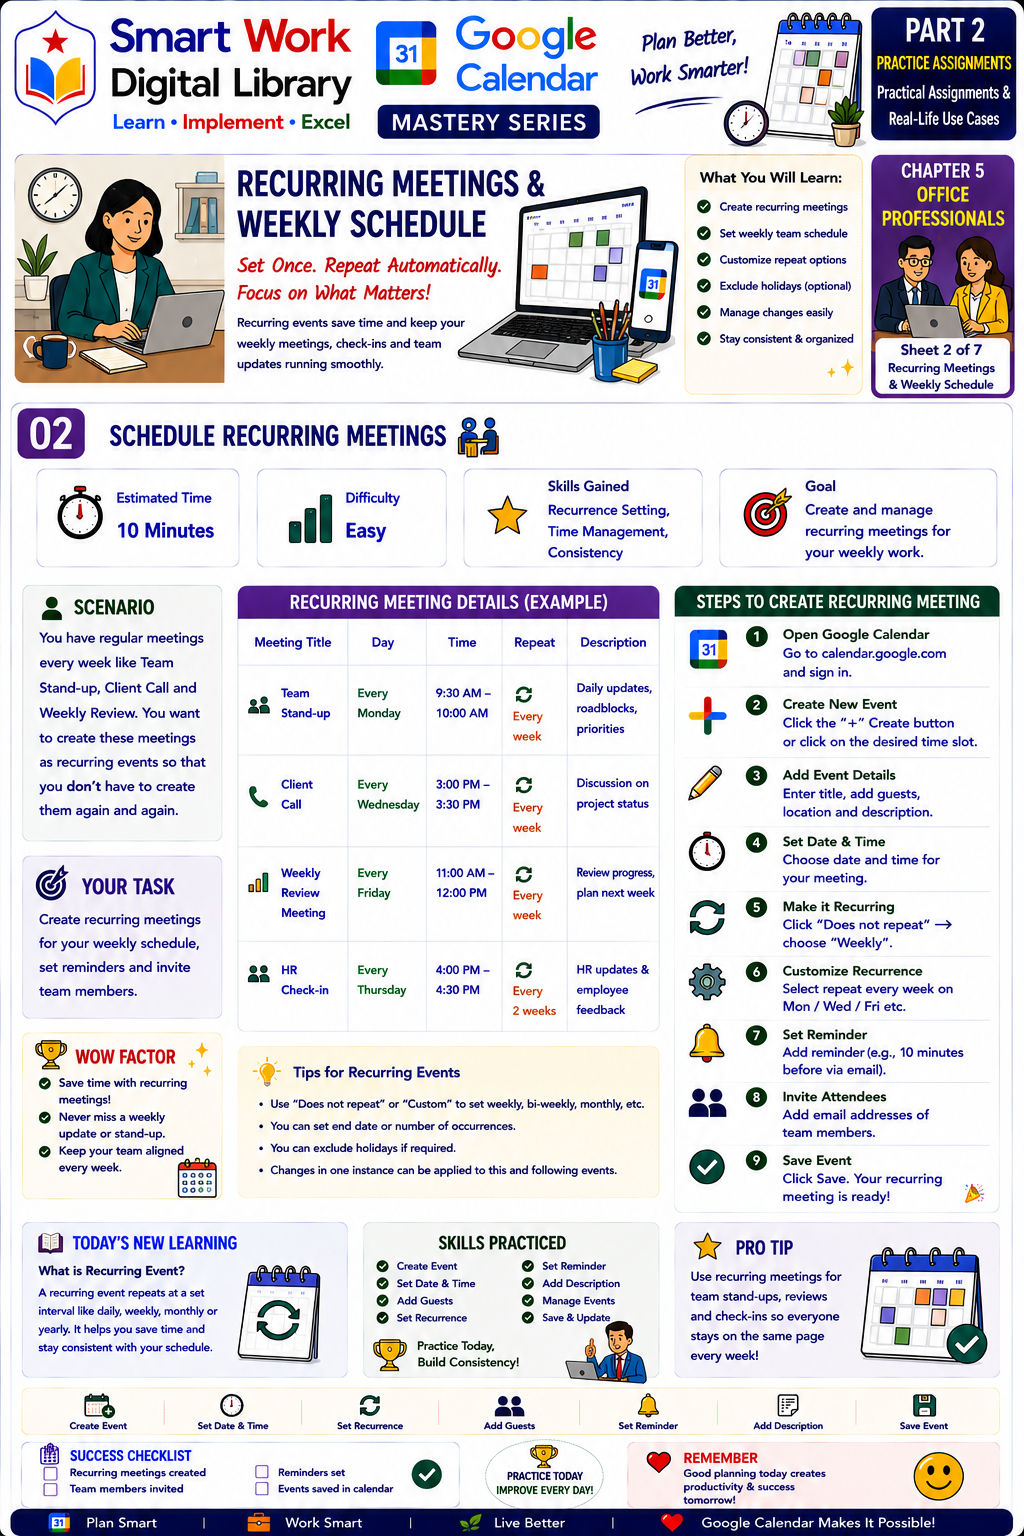 Smart Work
Digital Library
Learn • Implement • Excel
31
Google
Calendar
MASTERY SERIES
Plan Better,
Work Smarter!
PART 2
PRACTICE ASSIGNMENTS
Practical Assignments &
Real-Life Use Cases
RECURRING MEETINGS &
WEEKLY SCHEDULE
Set Once. Repeat Automatically.
Focus on What Matters!
Recurring events save time and keep your
weekly meetings, check-ins and team
updates running smoothly.
31
What You Will Learn:
Create recurring meetings
Set weekly team schedule
Customize repeat options
Exclude holidays (optional)
Manage changes easily
Stay consistent & organized
CHAPTER 5
OFFICE
PROFESSIONALS
Sheet 2 of 7
Recurring Meetings
& Weekly Schedule
02
SCHEDULE RECURRING MEETINGS
Estimated Time
10 Minutes
Difficulty
Easy
Skills Gained
Recurrence Setting,
Time Management,
Consistency
Goal
Create and manage
recurring meetings for
your weekly work.
SCENARIO
You have regular meetings
every week like Team
Stand-up, Client Call and
Weekly Review. You want
to create these meetings
as recurring events so that
you don't have to create
them again and again.
YOUR TASK
Create recurring meetings
for your weekly schedule,
set reminders and invite
team members.
WOW FACTOR
Save time with recurring
meetings!
Never miss a weekly
update or stand-up.
Keep your team aligned
every week.
RECURRING MEETING DETAILS (EXAMPLE)
Meeting Title Day Time Repeat Description
Team
Stand-up
Every
Monday
9:30 AM –
10:00 AM
Every
week
Daily updates,
roadblocks,
priorities
Client
Call
Every
Wednesday
3:00 PM –
3:30 PM
Every
week
Discussion on
project status
Weekly
Review
Meeting
Every
Friday
11:00 AM –
12:00 PM
Every
week
Review progress,
plan next week
HR
Check-in
Every
Thursday
4:00 PM –
4:30 PM
Every
2 weeks
HR updates &
employee
feedback
Tips for Recurring Events
• Use "Does not repeat" or "Custom" to set weekly, bi-weekly, monthly, etc.
• You can set end date or number of occurrences.
• You can exclude holidays if required.
• Changes in one instance can be applied to this and following events.
STEPS TO CREATE RECURRING MEETING
31
1 Open Google Calendar
Go to calendar.google.com
and sign in.
2 Create New Event
Click the "+" Create button
or click on the desired time slot.
3 Add Event Details
Enter title, add guests,
location and description.
4 Set Date & Time
Choose date and time for
your meeting.
5 Make it Recurring
Click "Does not repeat" →
choose "Weekly".
6 Customize Recurrence
Select repeat every week on
Mon / Wed / Fri etc.
7 Set Reminder
Add reminder (e.g., 10 minutes
before via email).
8 Invite Attendees
Add email addresses of
team members.
9 Save Event
Click Save. Your recurring
meeting is ready!
TODAY'S NEW LEARNING
What is Recurring Event?
A recurring event repeats at a set
interval like daily, weekly, monthly or
yearly. It helps you save time and
stay consistent with your schedule.
SKILLS PRACTICED
Create Event
Set Date & Time
Add Guests
Set Recurrence
Set Reminder
Add Description
Manage Events
Save & Update
Practice Today,
Build Consistency!
PRO TIP
Use recurring meetings for
team stand-ups, reviews
and check-ins so everyone
stays on the same page
every week!
Create Event
Set Date & Time
Set Recurrence
Add Guests
Set Reminder
Add Description
Save Event
SUCCESS CHECKLIST
Recurring meetings created
Team members invited
Reminders set
Events saved in calendar
PRACTICE TODAY
IMPROVE EVERY DAY!
REMEMBER
Good planning today creates
productivity & success
tomorrow!
31 Plan Smart | Work Smart | Live Better | Google Calendar Makes It Possible!